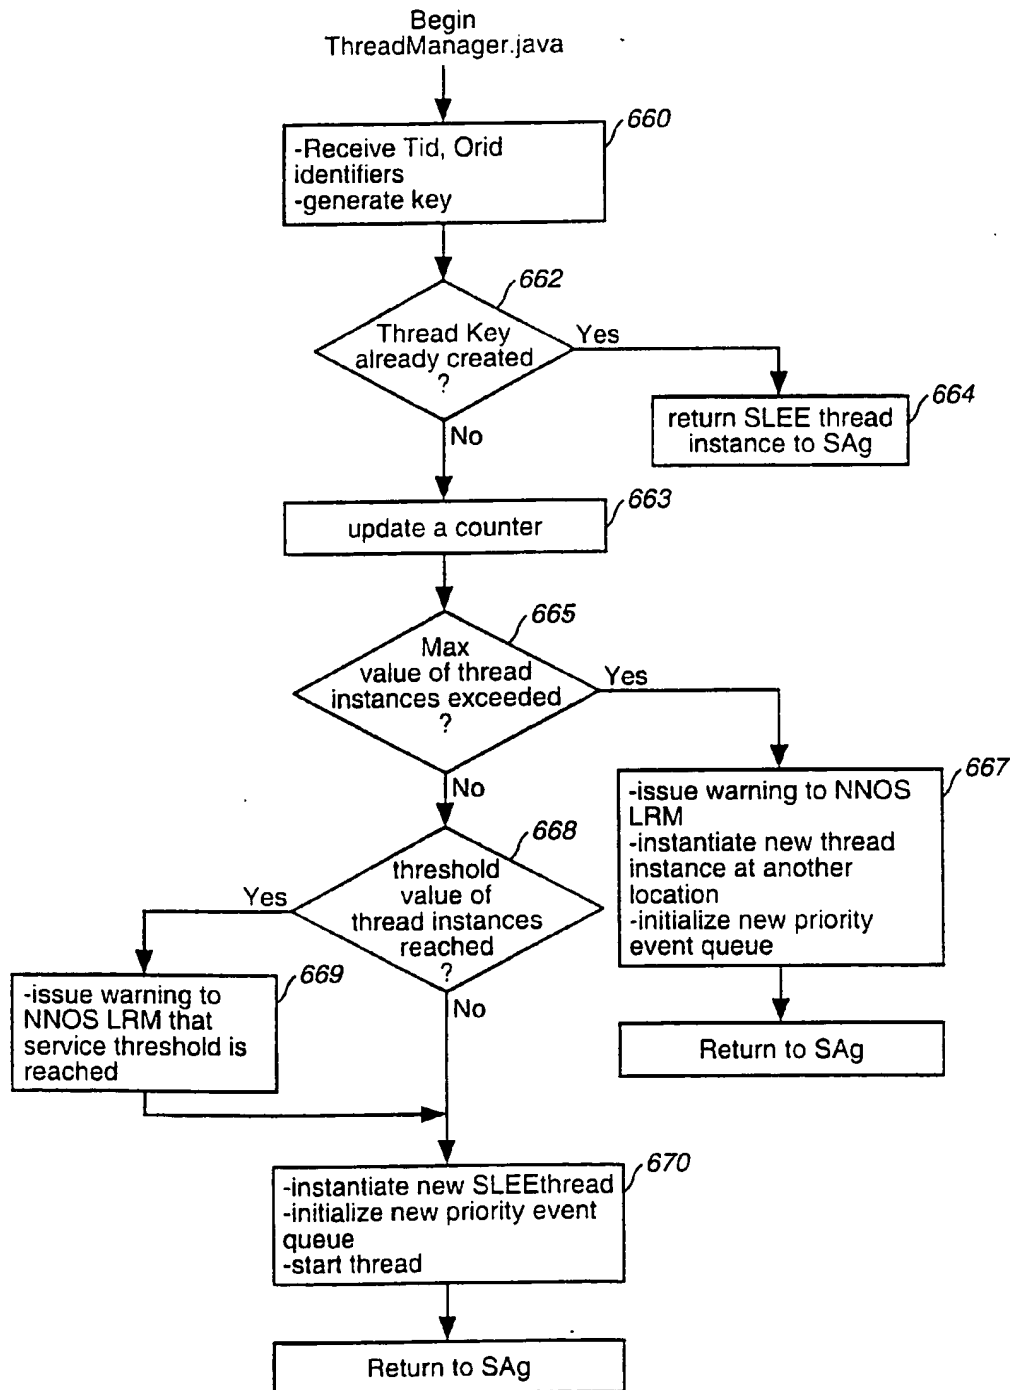 Begin
ThreadManager.java
660
-Receive Tid, Orid
identifiers
-generate key
662
Thread Key
already created
?
Yes
No
664
return SLEE thread
instance to SAg
663
update a counter
665
Max
value of thread
instances exceeded
?
Yes
No
667
-issue warning to NNOS
LRM
-instantiate new thread
instance at another
location
-initialize new priority
event queue
668
threshold
value of
thread instances
reached
?
Yes
No
669
-issue warning to
NNOS LRM that
service threshold is
reached
Return to SAg
670
-instantiate new SLEEthread
-initialize new priority event
queue
-start thread
Return to SAg